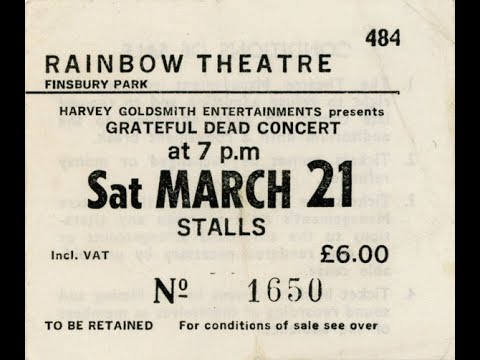 484
RAINBOW THEATRE
FINSBURY PARK
HARVEY GOLDSMITH ENTERTAINMENTS presents
GRATEFUL DEAD CONCERT
at 7 p.m
Sat MARCH 21
STALLS
Incl. VAT £6.00
Nº 1650
TO BE RETAINED For conditions of sale see over